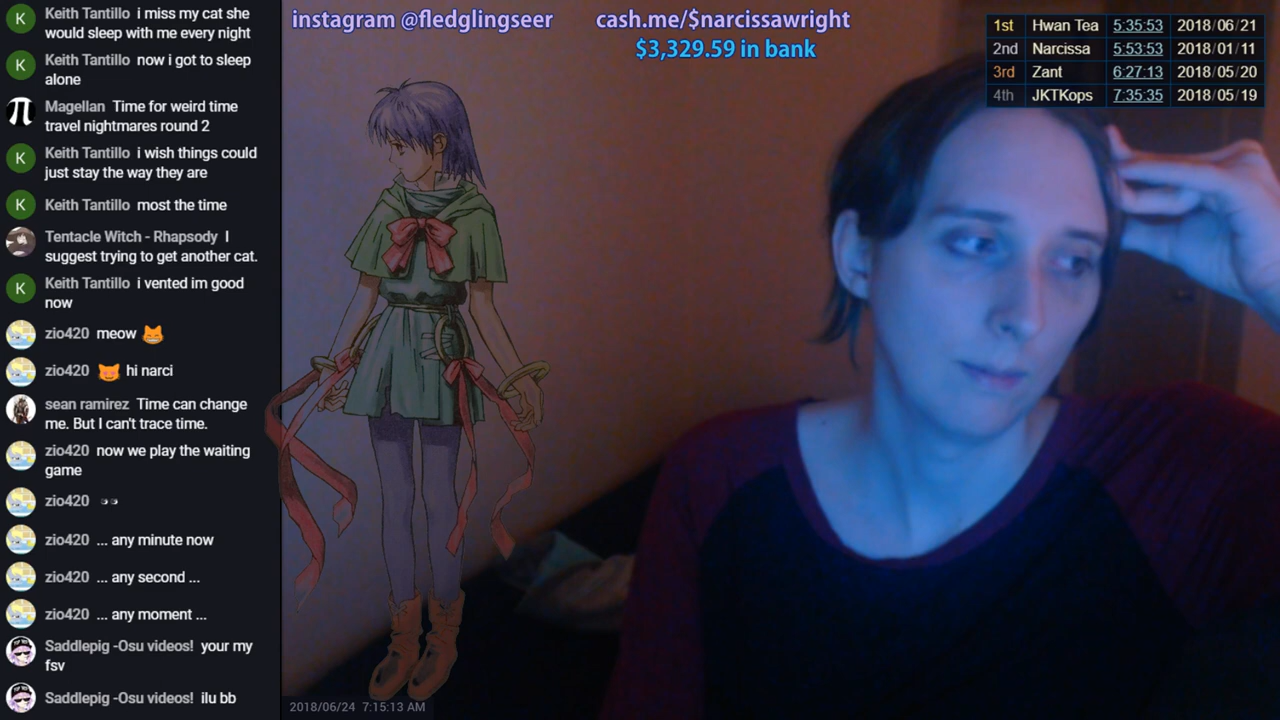 Keith Tantillo i miss my cat she
would sleep with me every night
Keith Tantillo now i got to sleep
alone
Magellan Time for weird time
travel nightmares round 2
Keith Tantillo i wish things could
just stay the way they are
Keith Tantillo most the time
Tentacle Witch - Rhapsody I
suggest trying to get another cat.
Keith Tantillo i vented im good
now
zio420 meow
zio420 hi narci
sean ramirez Time can change
me. But I can't trace time.
zio420 now we play the waiting
game
zio420
zio420 ... any minute now
zio420 ... any second ...
zio420 ... any moment ...
Saddlepig -Osu videos! your my
fsv
Saddlepig -Osu videos! ilu bb
instagram @fledglingseer
cash.me/$narcissawright
$3,329.59 in bank
1st Hwan Tea 5:35:53 2018/06/21
2nd Narcissa 5:53:53 2018/01/11
3rd Zant 6:27:13 2018/05/20
4th JKTKops 7:35:35 2018/05/19
2018/06/24 7:15:13 AM